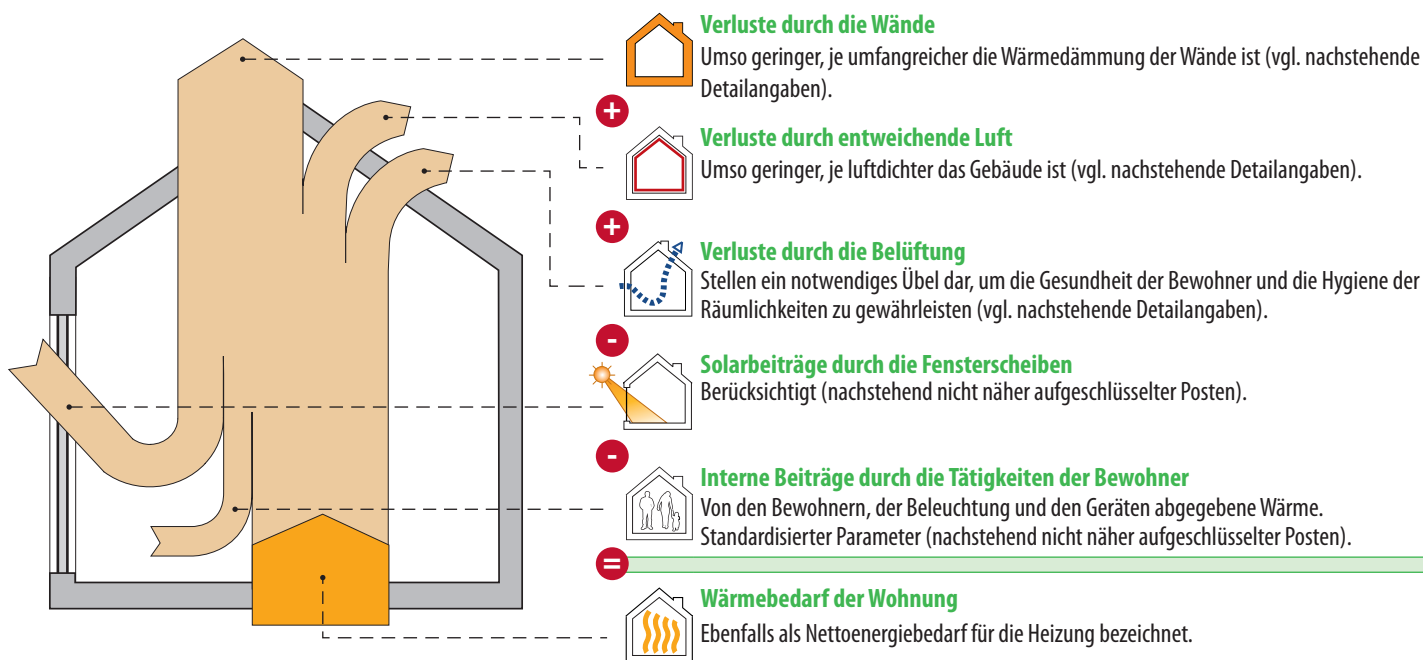 Verluste durch die Wände
Umso geringer, je umfangreicher die Wärmedämmung der Wände ist (vgl. nachstehende
Detailangaben).
+
Verluste durch entweichende Luft
Umso geringer, je luftdichter das Gebäude ist (vgl. nachstehende Detailangaben).
+
Verluste durch die Belüftung
Stellen ein notwendiges Übel dar, um die Gesundheit der Bewohner und die Hygiene der
Räumlichkeiten zu gewährleisten (vgl. nachstehende Detailangaben).
-
Solarbeiträge durch die Fensterscheiben
Berücksichtigt (nachstehend nicht näher aufgeschlüsselter Posten).
-
Interne Beiträge durch die Tätigkeiten der Bewohner
Von den Bewohnern, der Beleuchtung und den Geräten abgegebene Wärme.
Standardisierter Parameter (nachstehend nicht näher aufgeschlüsselter Posten).
=
Wärmebedarf der Wohnung
Ebenfalls als Nettoenergiebedarf für die Heizung bezeichnet.